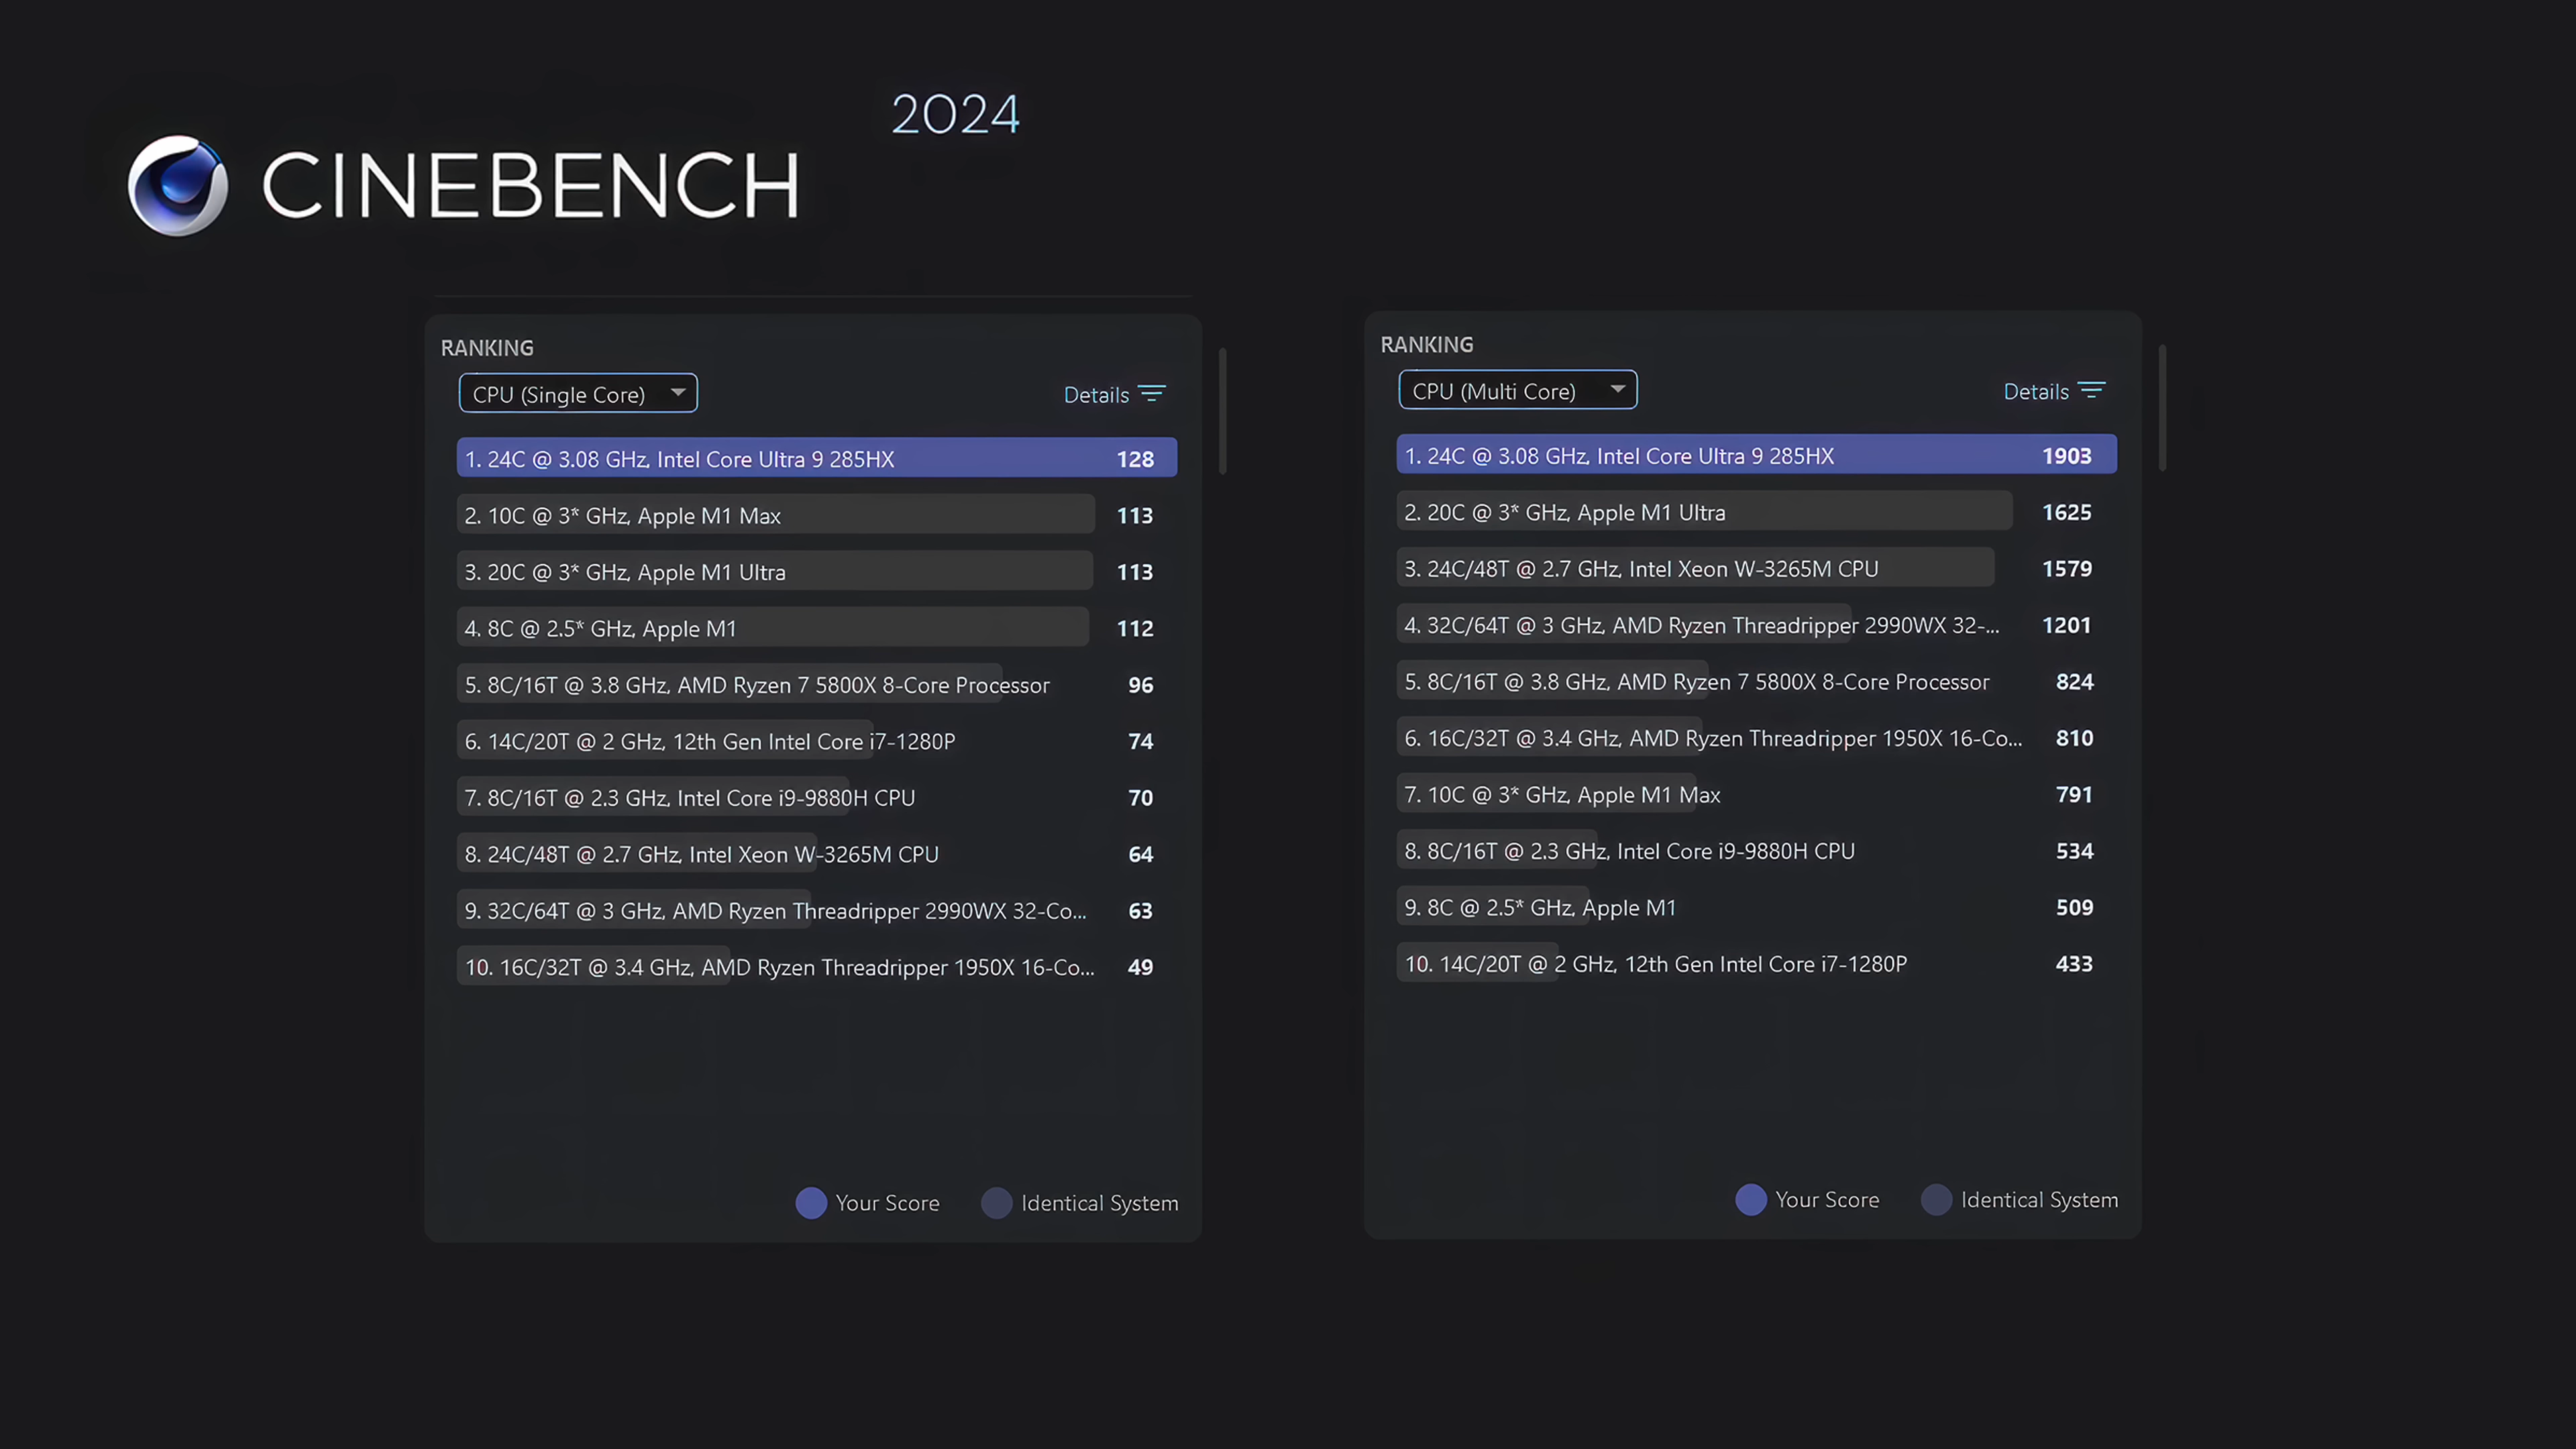 2024
CINEBENCH
RANKING
CPU (Single Core)
Details
1. 24C @ 3.08 GHz, Intel Core Ultra 9 285HX 128
2. 10C @ 3* GHz, Apple M1 Max 113
3. 20C @ 3* GHz, Apple M1 Ultra 113
4. 8C @ 2.5* GHz, Apple M1 112
5. 8C/16T @ 3.8 GHz, AMD Ryzen 7 5800X 8-Core Processor 96
6. 14C/20T @ 2 GHz, 12th Gen Intel Core i7-1280P 74
7. 8C/16T @ 2.3 GHz, Intel Core i9-9880H CPU 70
8. 24C/48T @ 2.7 GHz, Intel Xeon W-3265M CPU 64
9. 32C/64T @ 3 GHz, AMD Ryzen Threadripper 2990WX 32-Co... 63
10. 16C/32T @ 3.4 GHz, AMD Ryzen Threadripper 1950X 16-Co... 49
Your Score
Identical System
RANKING
CPU (Multi Core)
Details
1. 24C @ 3.08 GHz, Intel Core Ultra 9 285HX 1903
2. 20C @ 3* GHz, Apple M1 Ultra 1625
3. 24C/48T @ 2.7 GHz, Intel Xeon W-3265M CPU 1579
4. 32C/64T @ 3 GHz, AMD Ryzen Threadripper 2990WX 32-... 1201
5. 8C/16T @ 3.8 GHz, AMD Ryzen 7 5800X 8-Core Processor 824
6. 16C/32T @ 3.4 GHz, AMD Ryzen Threadripper 1950X 16-Co... 810
7. 10C @ 3* GHz, Apple M1 Max 791
8. 8C/16T @ 2.3 GHz, Intel Core i9-9880H CPU 534
9. 8C @ 2.5* GHz, Apple M1 509
10. 14C/20T @ 2 GHz, 12th Gen Intel Core i7-1280P 433
Your Score
Identical System